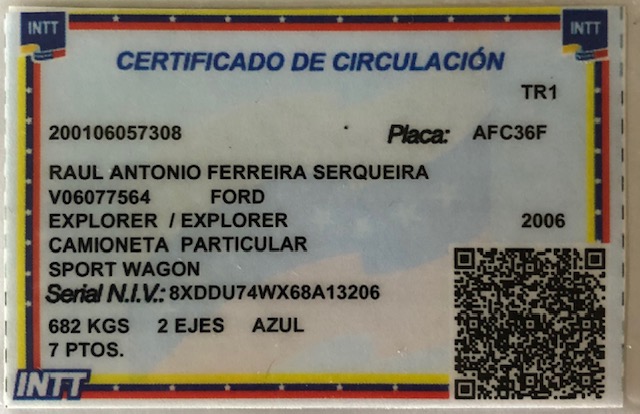 INTT INTT
CERTIFICADO DE CIRCULACIÓN
TR1
200106057308 Placa: AFC36F
RAUL ANTONIO FERREIRA SERQUEIRA
V06077564 FORD
EXPLORER / EXPLORER 2006
CAMIONETA PARTICULAR
SPORT WAGON
Serial N.I.V.: 8XDDU74WX68A13206
682 KGS 2 EJES AZUL
7 PTOS.
INTT